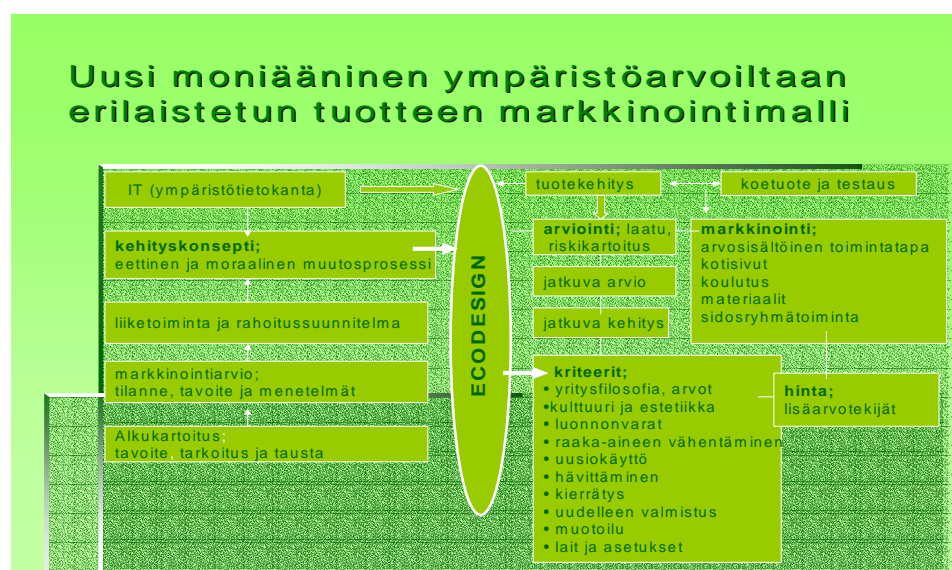 Uusi moniääninen ympäristöarvoiltaan
erilaistetun tuotteen markkinointimalli
IT (ympäristötietokanta)
kehityskonsepti;
eettinen ja moraalinen muutosprosessi
liiketoiminta ja rahoitussuunnitelma
markkinointiarvio;
tilanne, tavoite ja menetelmät
Alkukartoitus;
tavoite, tarkoitus ja tausta
ECODESIGN
tuotekehitys
koetuote ja testaus
arviointi; laatu,
riskikartoitus
jatkuva arvio
jatkuva kehitys
kriteerit;
• yritysfilosofia, arvot
•kulttuuri ja estetiikka
• luonnonvarat
• raaka-aineen vähentäminen
• uusiokäyttö
• hävittäminen
• kierrätys
• uudelleen valmistus
• muotoilu
• lait ja asetukset
markkinointi;
arvosisältöinen toimintatapa
kotisivut
koulutus
materiaalit
sidosryhmätoiminta
hinta;
lisäarvotekijät